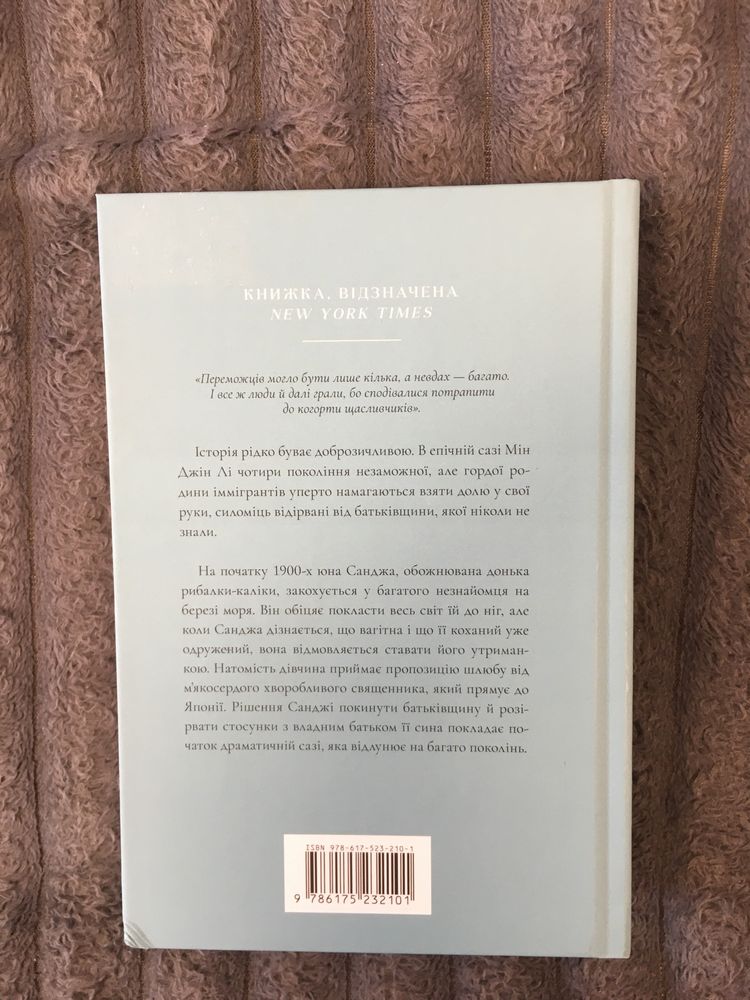 КНИЖКА, ВІДЗНАЧЕНА
NEW YORK TIMES
«Переможців могло бути лише кілька, а невдах — багато.
І все ж люди й далі грали, бо сподівалися потрапити
до когорти щасливчиків».
Історія рідко буває доброзичливою. В епічній сазі Мін
Джін Лі чотири покоління незаможної, але гордої ро-
дини іммігрантів уперто намагаються взяти долю у свої
руки, силоміць відірвані від батьківщини, якої ніколи не
знали.
На початку 1900-х юна Санджа, обожнювана донька
рибалки-каліки, закохується у багатого незнайомця на
березі моря. Він обіцяє покласти весь світ їй до ніг, але
коли Санджа дізнається, що вагітна і що її коханий уже
одружений, вона відмовляється ставати його утриман-
кою. Натомість дівчина приймає пропозицію шлюбу від
м'якосердого хворобливого священника, який прямує до
Японії. Рішення Санджі покинути батьківщину й розі-
рвати стосунки з владним батьком її сина покладає по-
чаток драматичній сазі, яка відлунює на багато поколінь.
ISBN 978-617-523-210-1
9 786175 232101